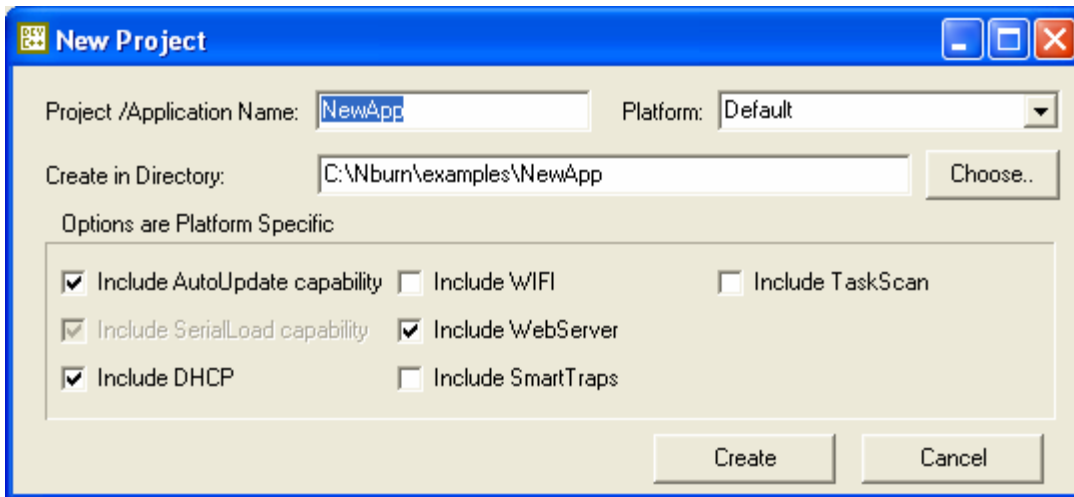 DEV C++ New Project
Project /Application Name: NewApp Platform: Default
Create in Directory: C:\Nburn\examples\NewApp Choose..
Options are Platform Specific
Include AutoUpdate capability Include WIFI Include TaskScan
Include SerialLoad capability Include WebServer
Include DHCP Include SmartTraps
Create Cancel